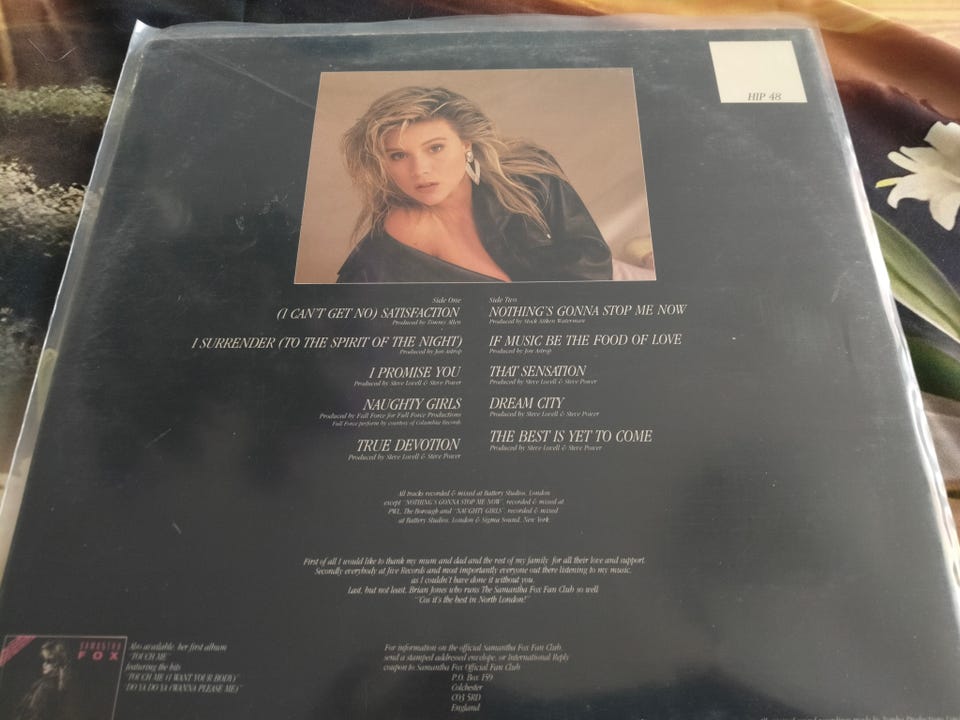 HIP 48
Side One
(I CAN'T GET NO) SATISFACTION
Produced by Timmy Allen
I SURRENDER (TO THE SPIRIT OF THE NIGHT)
Produced by Jon Astrop
I PROMISE YOU
Produced by Steve Lovell & Steve Power
NAUGHTY GIRLS
Produced by Full Force for Full Force Productions
Full Force perform by courtesy of Columbia Records
TRUE DEVOTION
Produced by Steve Lovell & Steve Power
Side Two
NOTHING'S GONNA STOP ME NOW
Produced by Stock Aitken Waterman
IF MUSIC BE THE FOOD OF LOVE
Produced by Jon Astrop
THAT SENSATION
Produced by Steve Lovell & Steve Power
DREAM CITY
Produced by Steve Lovell & Steve Power
THE BEST IS YET TO COME
Produced by Steve Lovell & Steve Power
All tracks recorded & mixed at Battery Studios, London
except "NOTHING'S GONNA STOP ME NOW", recorded & mixed at
PWL, The Borough and "NAUGHTY GIRLS", recorded & mixed
at Battery Studios, London & Sigma Sound, New York
First of all I would like to thank my mum and dad and the rest of my family, for all their love and support.
Secondly everybody at Jive Records and most importantly everyone out there listening to my music,
as I couldn't have done it without you.
Last, but not least, Brian Jones who runs The Samantha Fox Fan Club so well
"'Cos it's the best in North London!"
SAMANTHA
FOX
Also available, her first album
"TOUCH ME"
featuring the hits
"TOUCH ME (I WANT YOUR BODY)"
"DO YA DO YA (WANNA PLEASE ME)"
For information on the official Samantha Fox Fan Club,
send a stamped addressed envelope, or International Reply
coupon to Samantha Fox Official Fan Club
P.O. Box 159
Colchester
CO3 5RD
England